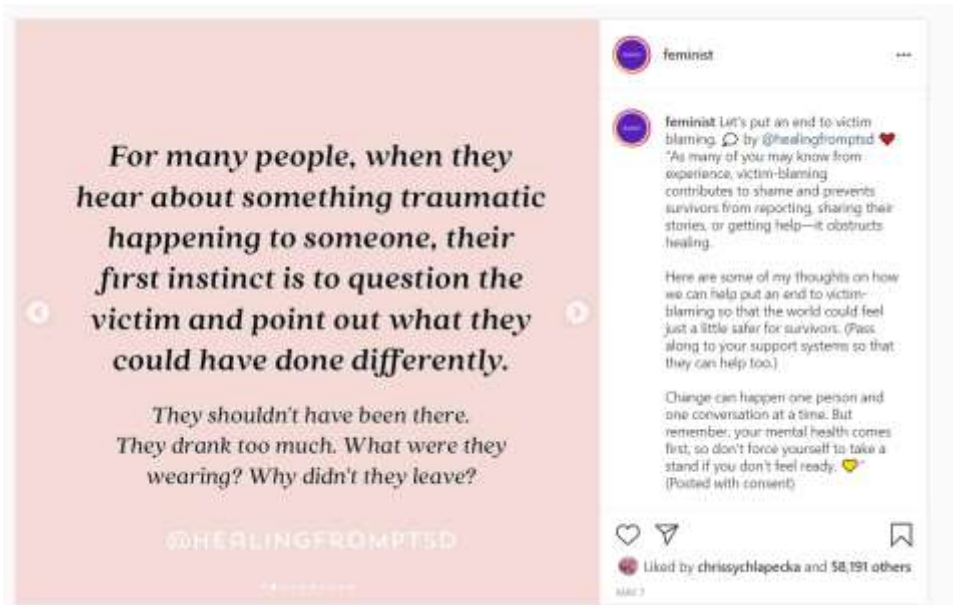 For many people, when they
hear about something traumatic
happening to someone, their
first instinct is to question the
victim and point out what they
could have done differently.
They shouldn't have been there.
They drank too much. What were they
wearing? Why didn't they leave?
@HEALINGFROMPTSD
feminist
feminist Let's put an end to victim
blaming. by @healingfromptsd
"As many of you may know from
experience, victim-blaming
contributes to shame and prevents
survivors from reporting, sharing their
stories, or getting help—it obstructs
healing.
Here are some of my thoughts on how
we can help put an end to victim-
blaming so that the world could feel
just a little safer for survivors. (Pass
along to your support systems so that
they can help too.)
Change can happen one person and
one conversation at a time. But
remember, your mental health comes
first, so don't force yourself to take a
stand if you don't feel ready. "
(Posted with consent)
Liked by chrissychlapecka and 58,191 others
MAY 7